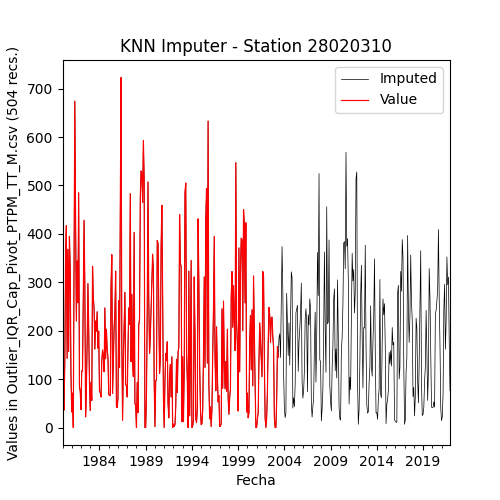 KNN Imputer - Station 28020310
Imputed
Value
Values in Outlier_IQR_Cap_Pivot_PTPM_TT_M.csv (504 recs.)
700
600
500
400
300
200
100
0
1984 1989 1994 1999 2004 2009 2014 2019
Fecha